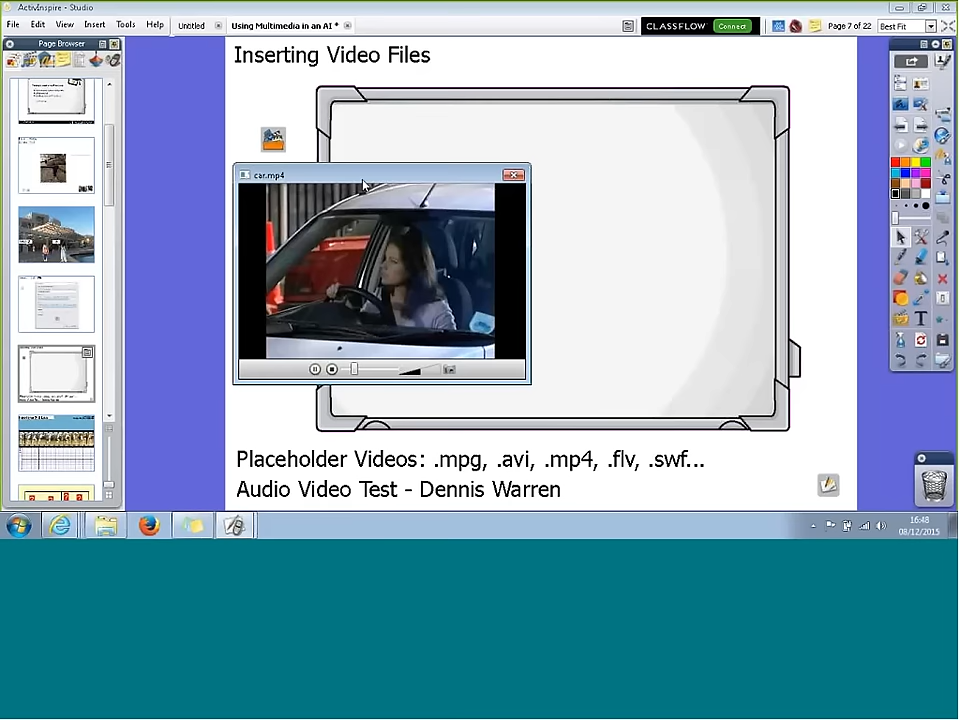 ActivInspire - Studio
File Edit View Insert Tools Help
Untitled
Using Multimedia in an AI *
CLASSFLOW Connect
Page 7 of 22
Best Fit
Page Browser
Inserting Video Files
car.mp4
Placeholder Videos: .mpg, .avi, .mp4, .flv, .swf...
Audio Video Test - Dennis Warren
16:48
08/12/2015